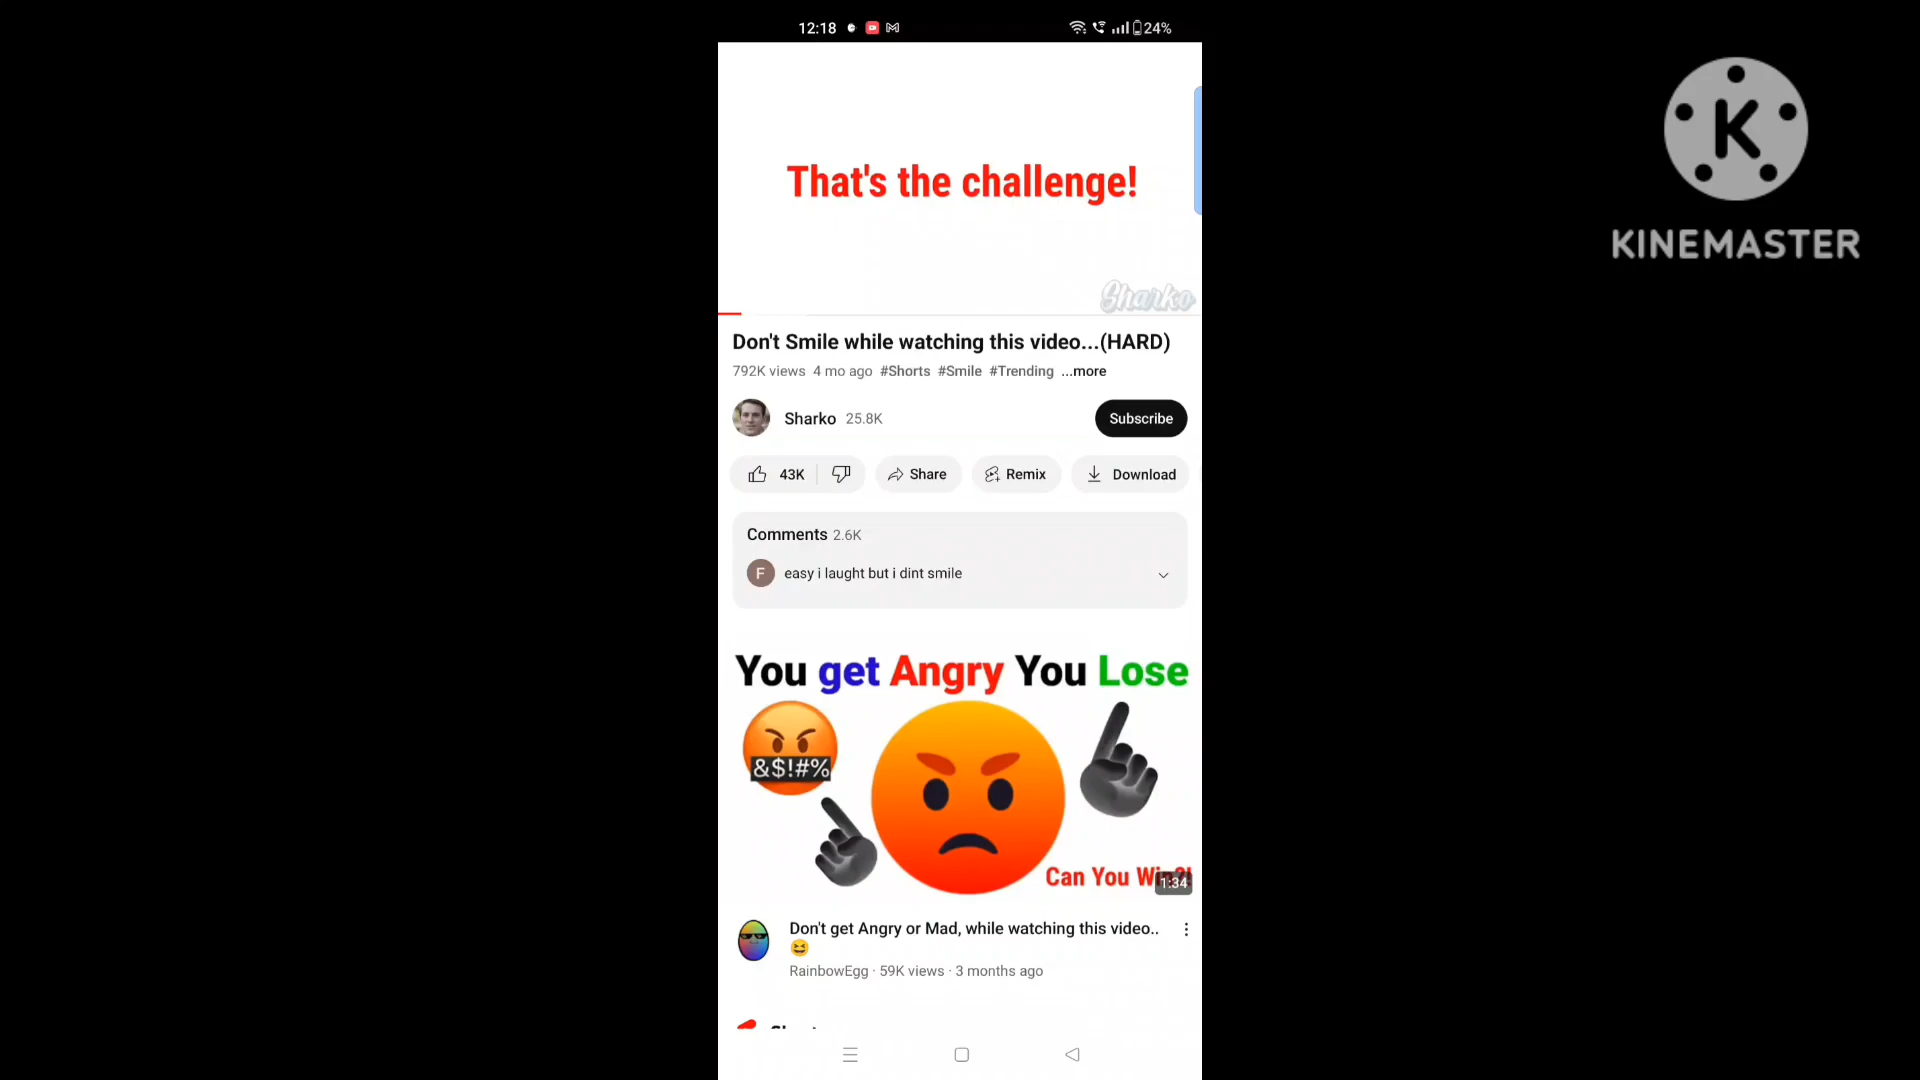 12:18
24%
KINEMASTER
That's the challenge!
Sharko
Don't Smile while watching this video...(HARD)
792K views 4 mo ago #Shorts #Smile #Trending ...more
Sharko 25.8K
Subscribe
43K
Share
Remix
Download
Comments 2.6K
F
easy i laught but i dint smile
You get Angry You Lose
&$!#%
Can You Win?!
1:34
Don't get Angry or Mad, while watching this video..
😆
RainbowEgg · 59K views · 3 months ago